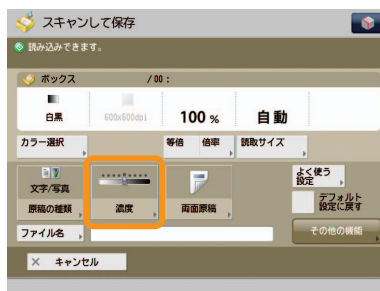 スキャンして保存
読み込みできます。
ボックス / 00 :
白黒 600x600dpi 100 % 自動
カラー選択 等倍 倍率 読取サイズ
文字/写真
原稿の種類 濃度 両面原稿
よく使う設定
デフォルト設定に戻す
ファイル名 その他の機能
× キャンセル